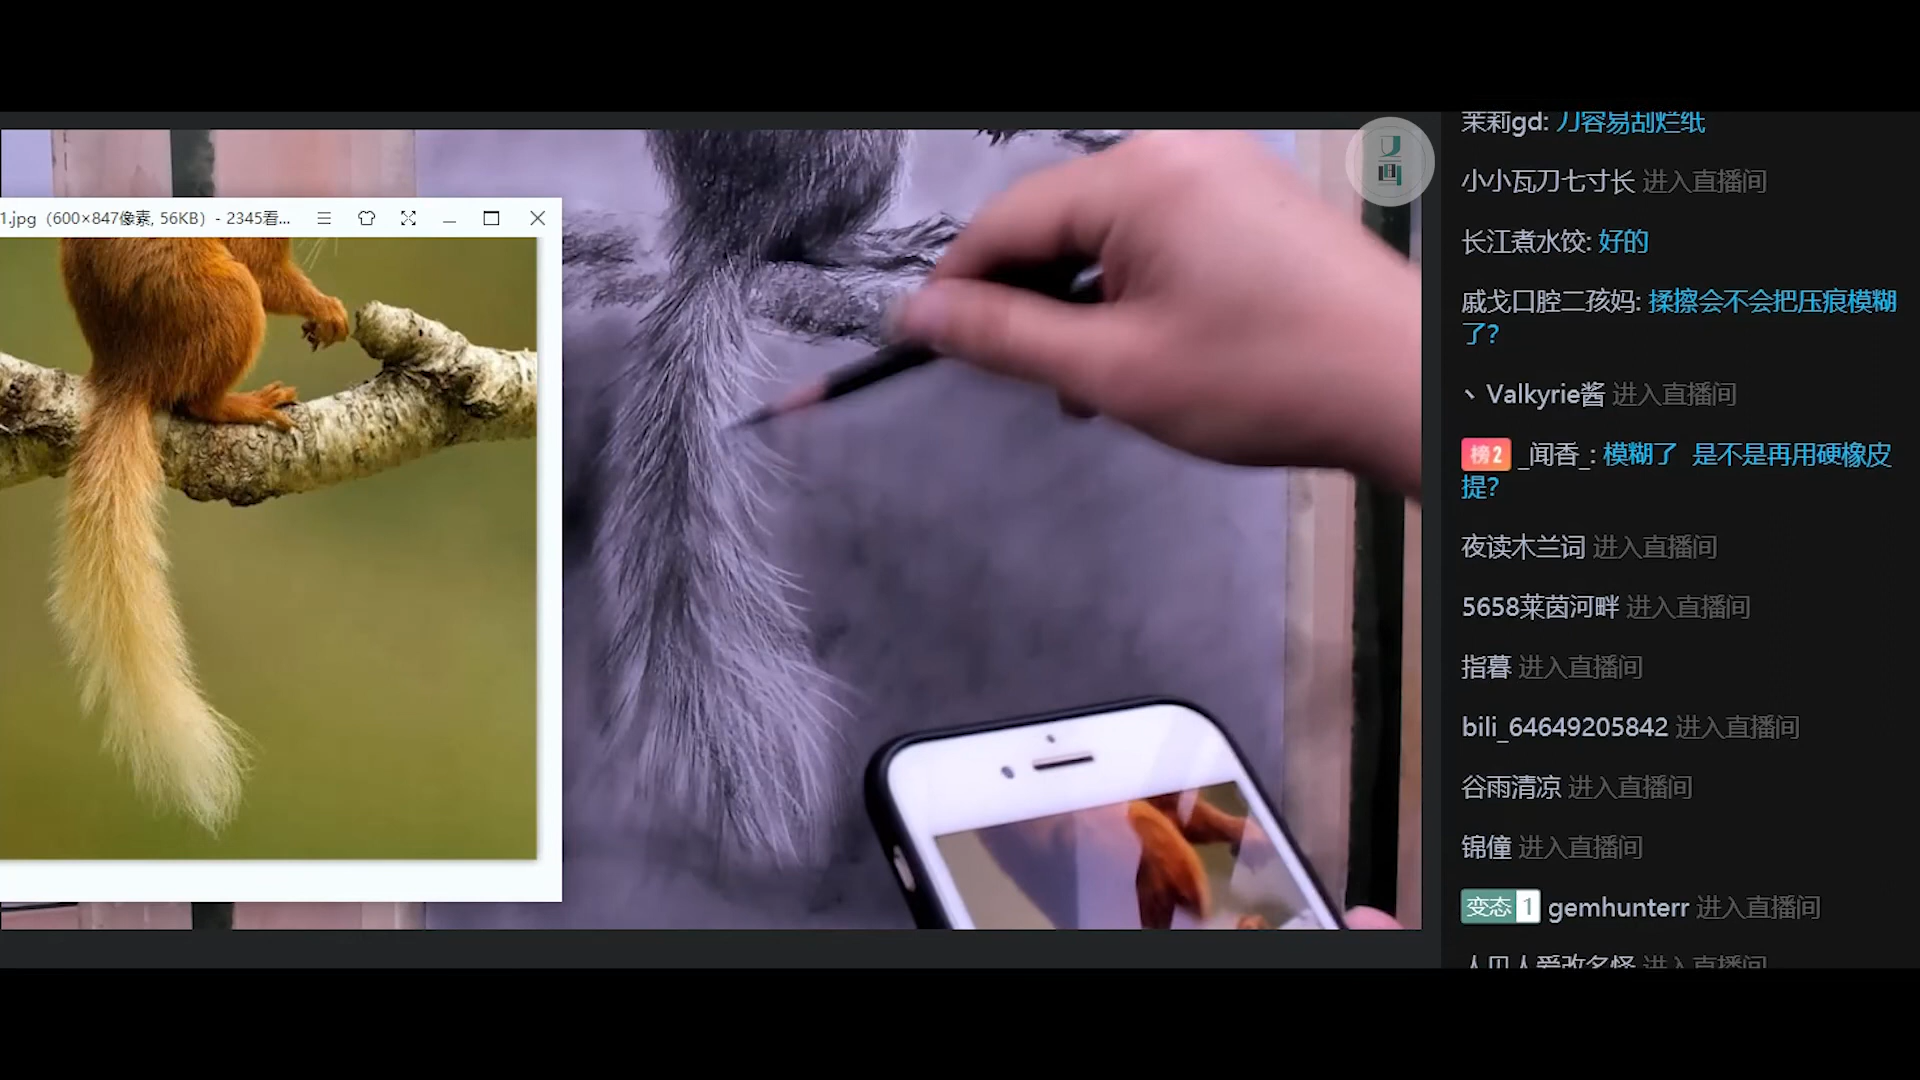 1.jpg（600×847像素, 56KB）- 2345看...
茉莉gd: 刀容易刮烂纸
小小瓦刀七寸长 进入直播间
长江煮水饺: 好的
戚戈口腔二孩妈: 揉擦会不会把压痕模糊
了?
丶Valkyrie酱 进入直播间
榜2 _闻香_: 模糊了 是不是再用硬橡皮
提?
夜读木兰词 进入直播间
5658莱茵河畔 进入直播间
指暮 进入直播间
bili_64649205842 进入直播间
谷雨清凉 进入直播间
锦僮 进入直播间
变态 1 gemhunterr 进入直播间
进入直播间